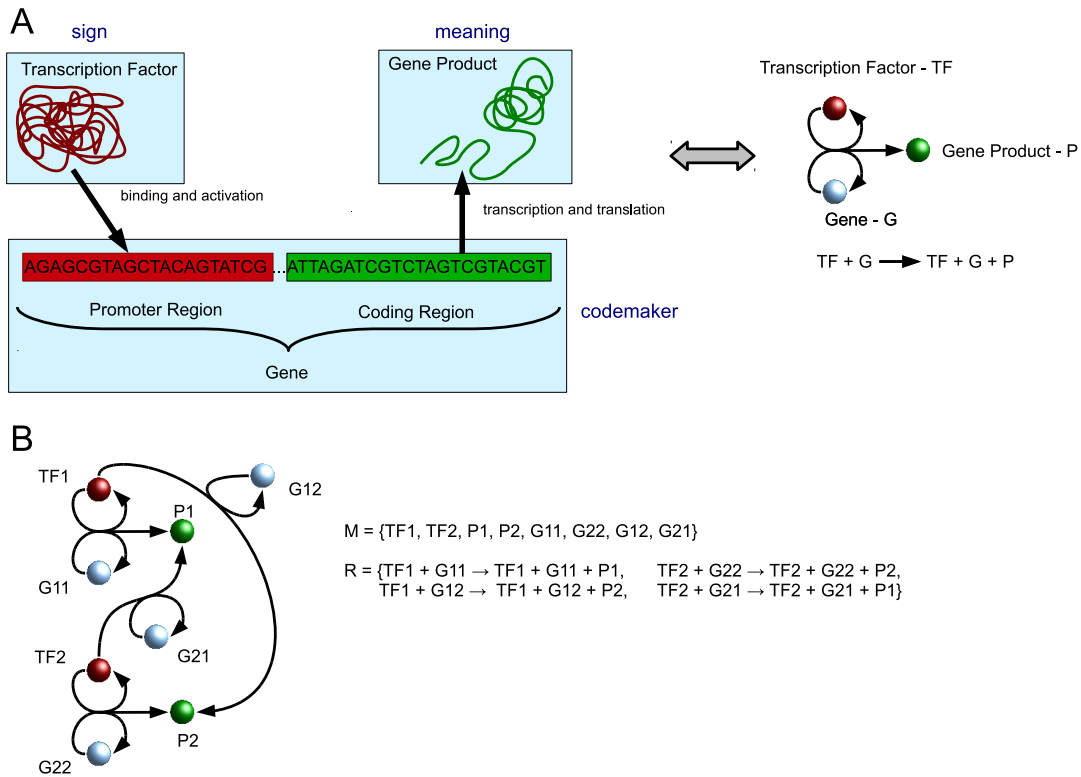 A
sign
meaning
Transcription Factor
Gene Product
binding and activation
transcription and translation
AGAGCGTAGCTACAGTATCG...ATTAGATCGTCTAGTCGTACGT
Promoter Region
Coding Region
codemaker
Gene
Transcription Factor - TF
Gene Product - P
Gene - G
TF + G → TF + G + P
B
TF1
P1
G12
G11
G21
TF2
P2
G22
M = {TF1, TF2, P1, P2, G11, G22, G12, G21}
R = {TF1 + G11 → TF1 + G11 + P1, TF2 + G22 → TF2 + G22 + P2,
TF1 + G12 → TF1 + G12 + P2, TF2 + G21 → TF2 + G21 + P1}